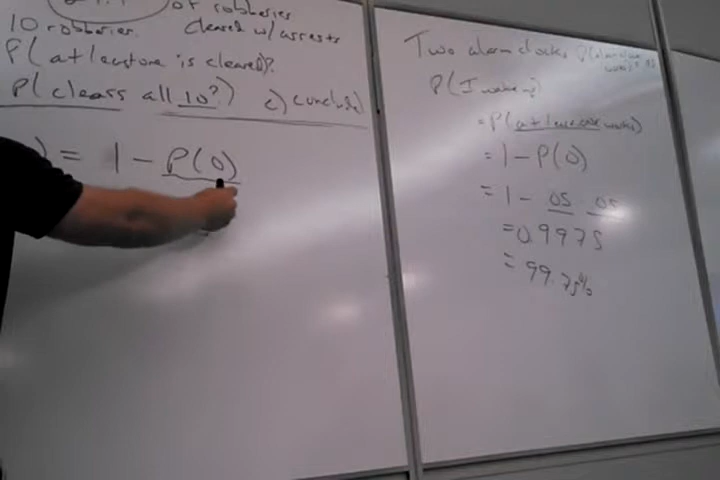 of robberies
10 robberies. cleared w/ arrests
P(at least one is cleared)?
P(clears all 10?) c) conclude
) = 1 - P(0)
Two alarm clocks P(
P(I wake up)
= P(at least one works)
= 1 - P(0)
= 1 - .05 .05
= 0.9975
= 99.75%